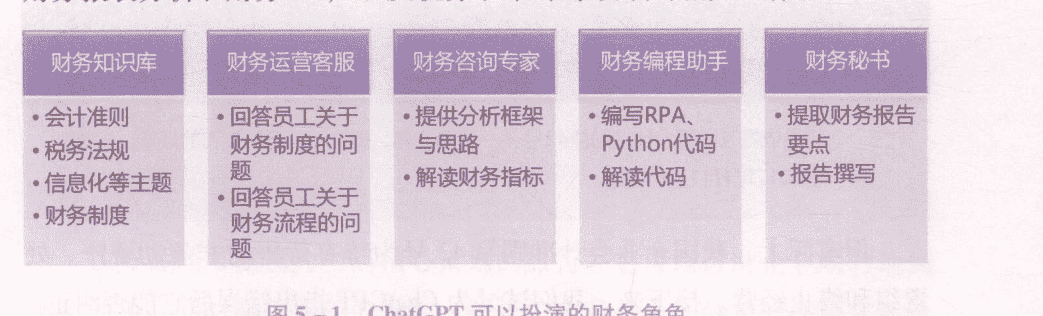 财务知识库
• 会计准则
• 税务法规
• 信息化等主题
• 财务制度
财务运营客服
• 回答员工关于
财务制度的问
题
• 回答员工关于
财务流程的问
题
财务咨询专家
• 提供分析框架
与思路
• 解读财务指标
财务编程助手
• 编写RPA、
Python代码
• 解读代码
财务秘书
• 提取财务报告
要点
• 报告撰写
图 5-1 ChatGPT 可以扮演的财务角色